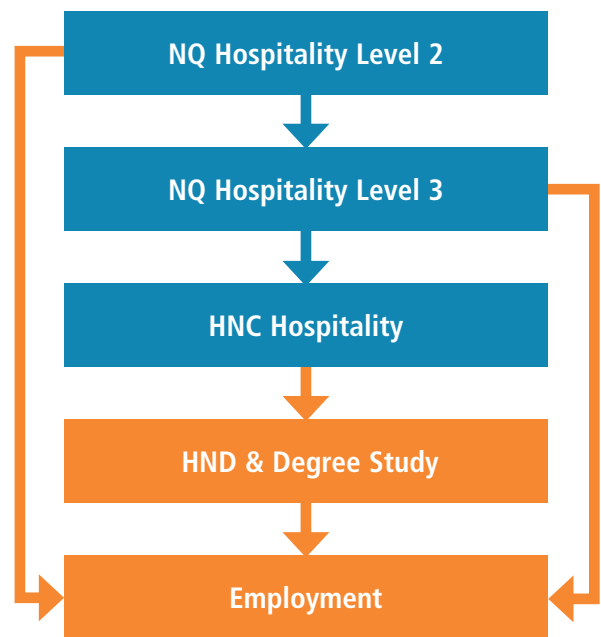 NQ Hospitality Level 2
NQ Hospitality Level 3
HNC Hospitality
HND & Degree Study
Employment